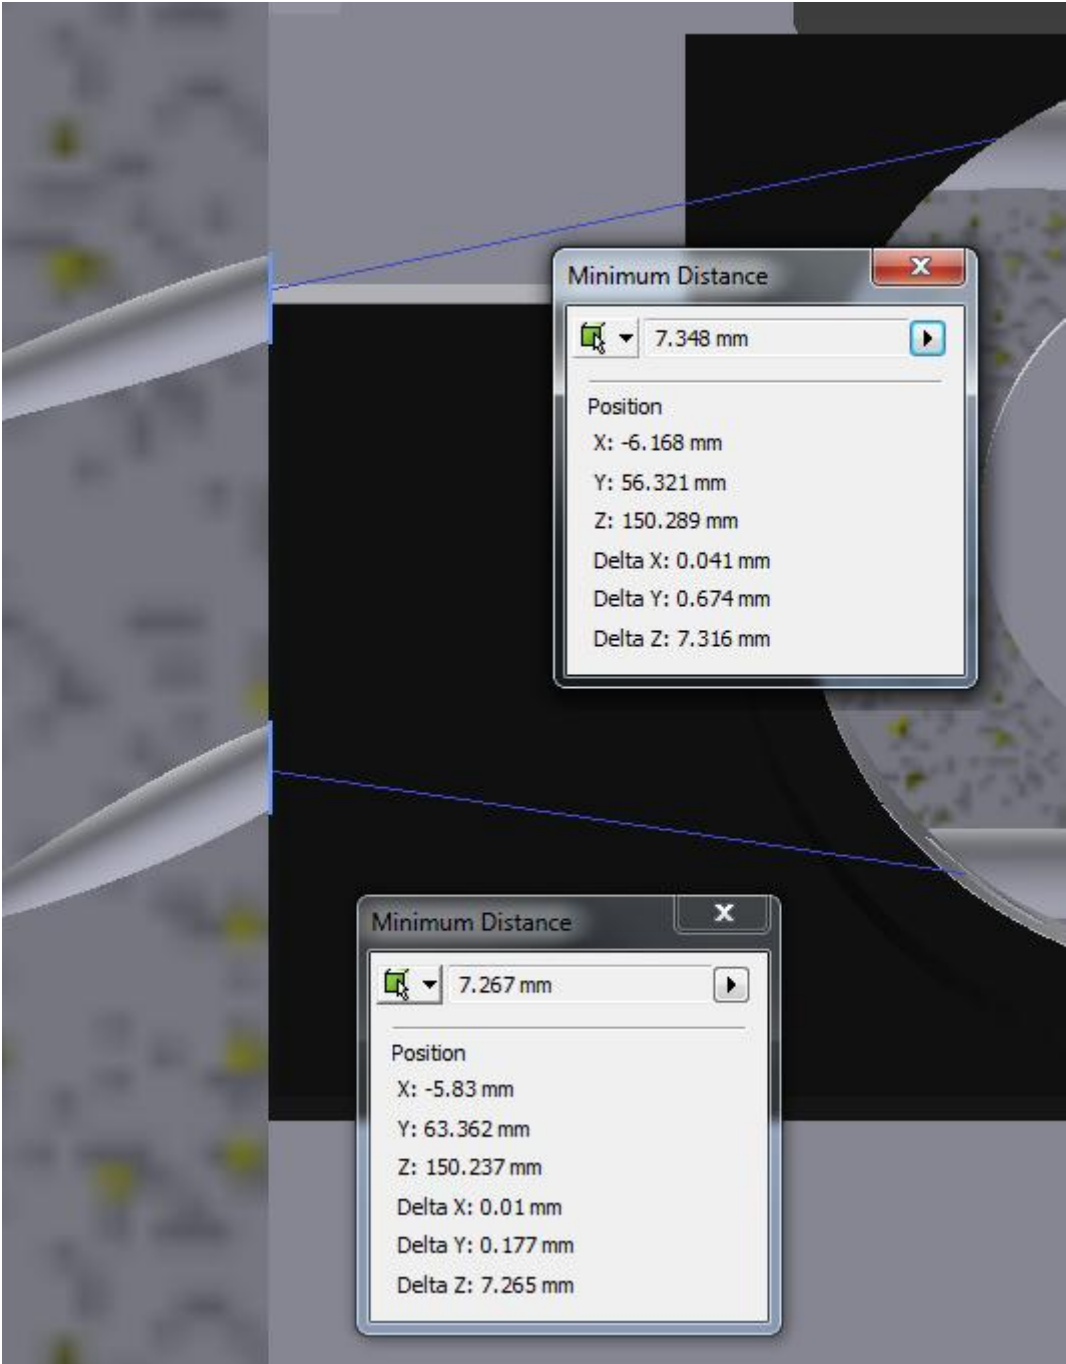 Minimum Distance
7.348 mm
Position
X: -6.168 mm
Y: 56.321 mm
Z: 150.289 mm
Delta X: 0.041 mm
Delta Y: 0.674 mm
Delta Z: 7.316 mm
Minimum Distance
7.267 mm
Position
X: -5.83 mm
Y: 63.362 mm
Z: 150.237 mm
Delta X: 0.01 mm
Delta Y: 0.177 mm
Delta Z: 7.265 mm